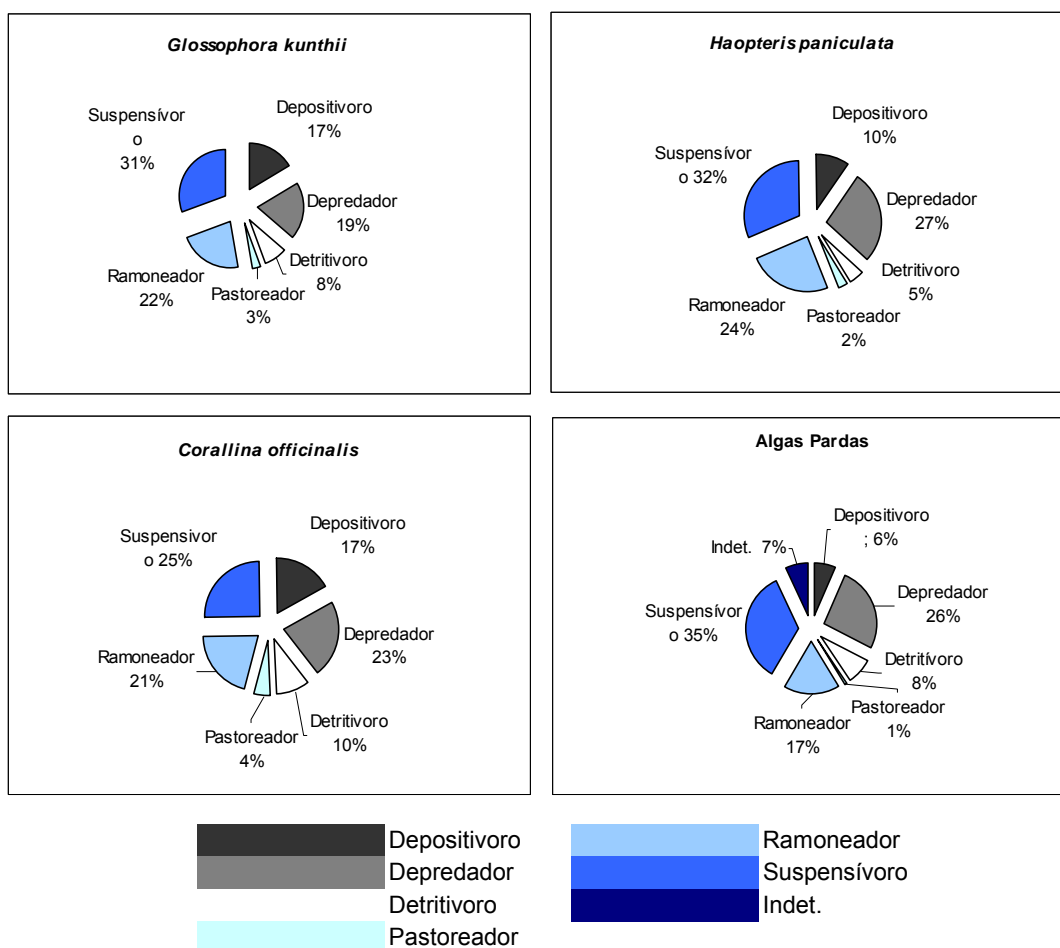 Glossophora kunthii
Suspensívor
o
31%
Depositivoro
17%
Depredador
19%
Detritivoro
8%
Pastoreador
3%
Ramoneador
22%
Haopteris paniculata
Suspensívor
o 32%
Depositivoro
10%
Depredador
27%
Detritivoro
5%
Pastoreador
2%
Ramoneador
24%
Corallina officinalis
Suspensivor
o 25%
Depositivoro
17%
Depredador
23%
Detritivoro
10%
Pastoreador
4%
Ramoneador
21%
Algas Pardas
Indet. 7%
Depositivoro
; 6%
Depredador
26%
Detritívoro
8%
Pastoreador
1%
Ramoneador
17%
Suspensívor
o 35%
Depositivoro
Depredador
Detritivoro
Pastoreador
Ramoneador
Suspensívoro
Indet.